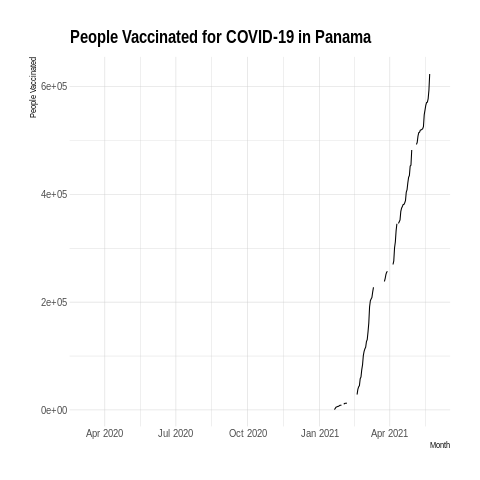 People Vaccinated for COVID-19 in Panama
People Vaccinated
6e+05
4e+05
2e+05
0e+00
Apr 2020 Jul 2020 Oct 2020 Jan 2021 Apr 2021
Month